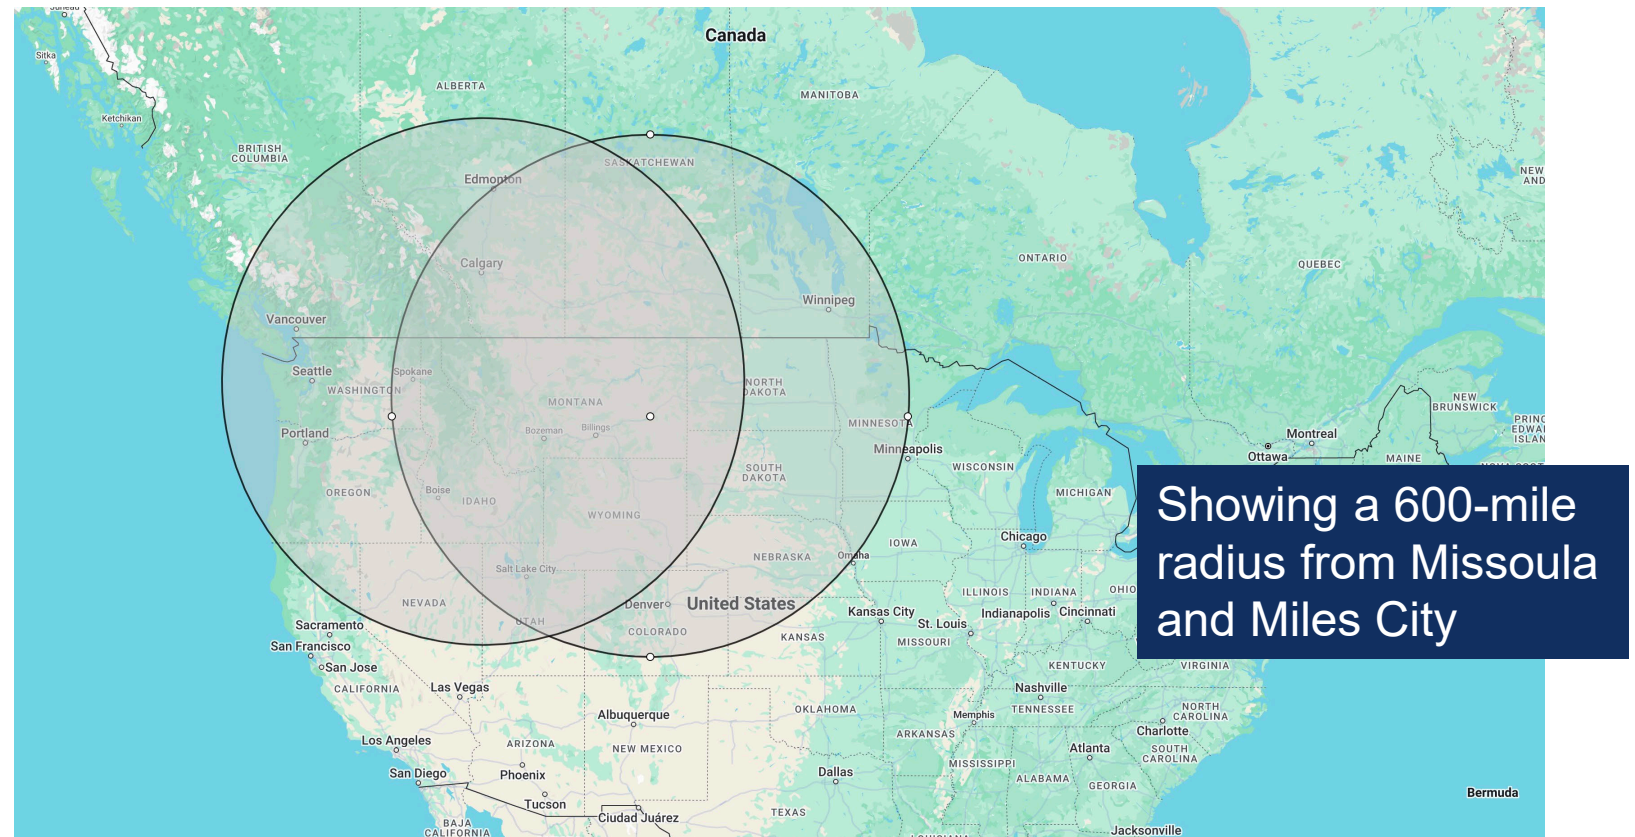 Juneau
Canada
Sitka
ALBERTA
MANITOBA
Ketchikan
BRITISH
COLUMBIA
SASKATCHEWAN
NEW
AND
Edmonton
ONTARIO
QUEBEC
Calgary
Winnipeg
Vancouver
Seattle
Spokane
WASHINGTON
NORTH
DAKOTA
MONTANA
NEW
BRUNSWICK
PRINC
EDWA
ISLAN
MINNESOTA
Portland
Bozeman
Billings
Minneapolis
Montreal
Ottawa
MAINE
WISCONSIN
SOUTH
DAKOTA
OREGON
Boise
IDAHO
MICHIGAN
WYOMING
Showing a 600-mile
radius from Missoula
and Miles City
Chicago
IOWA
NEBRASKA
Omaha
Salt Lake City
NEVADA
Denver
United States
ILLINOIS
INDIANA
OHIO
Kansas City
Indianapolis
Cincinnati
St. Louis
Sacramento
UTAH
COLORADO
KANSAS
MISSOURI
San Francisco
San Jose
KENTUCKY
VIRGINIA
CALIFORNIA
Las Vegas
Nashville
TENNESSEE
Albuquerque
OKLAHOMA
Memphis
NORTH
CAROLINA
Charlotte
Los Angeles
ARIZONA
NEW MEXICO
ARKANSAS
Atlanta
SOUTH
CAROLINA
San Diego
Phoenix
Dallas
MISSISSIPPI
ALABAMA
GEORGIA
Bermuda
Tucson
Ciudad Juárez
TEXAS
BAJA
CALIFORNIA
Jacksonville